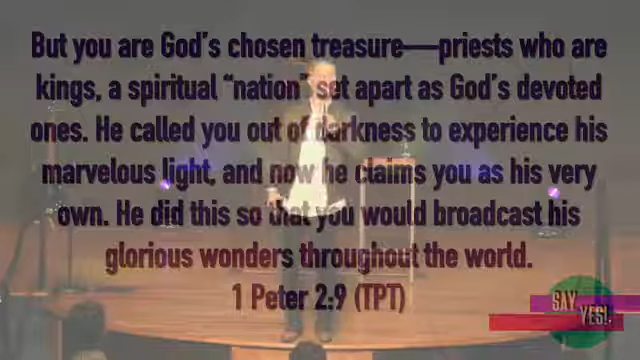 But you are God’s chosen treasure—priests who are
kings, a spiritual “nation” set apart as God’s devoted
ones. He called you out of darkness to experience his
marvelous light, and now he claims you as his very
own. He did this so that you would broadcast his
glorious wonders throughout the world.
1 Peter 2:9 (TPT)
SAY
YES!